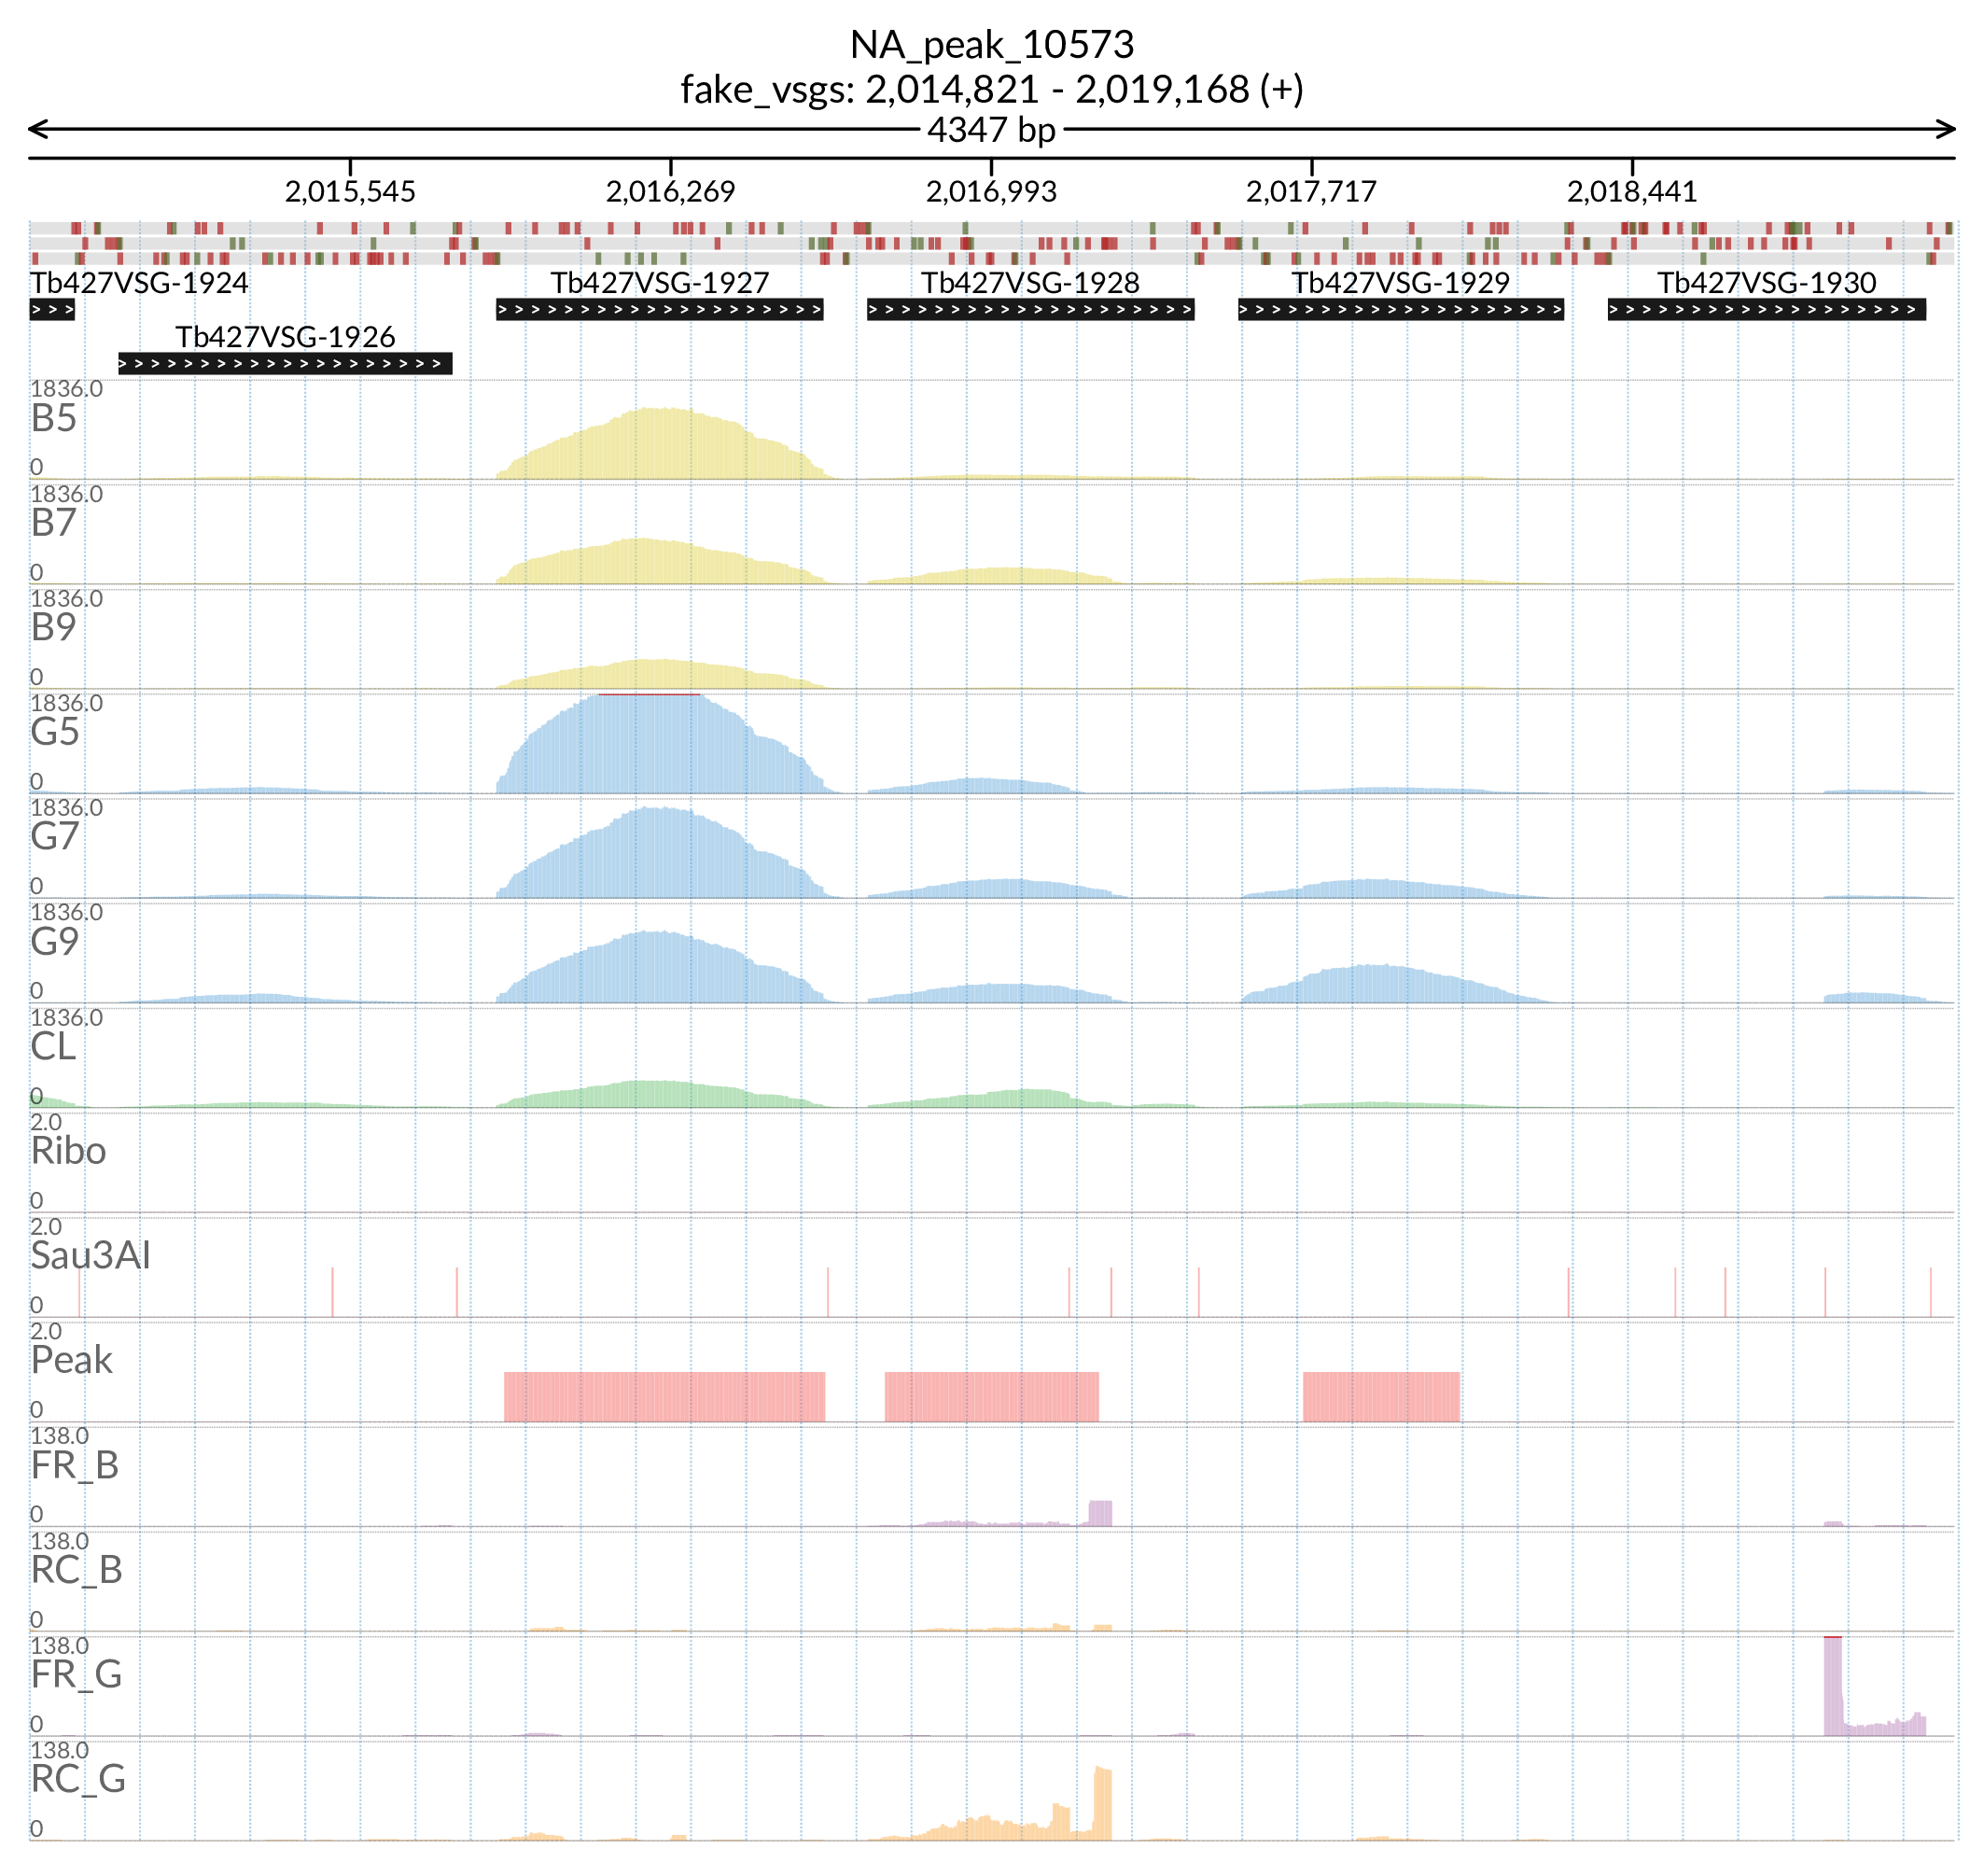 NA_peak_10573
fake_vsgs: 2,014,821 - 2,019,168 (+)
4347 bp
2,015,545 2,016,269 2,016,993 2,017,717 2,018,441
Tb427VSG-1924 Tb427VSG-1927 Tb427VSG-1928 Tb427VSG-1929 Tb427VSG-1930
Tb427VSG-1926
1836.0
B5
0
1836.0
B7
0
1836.0
B9
0
1836.0
G5
0
1836.0
G7
0
1836.0
G9
0
1836.0
CL
0
2.0
Ribo
0
2.0
Sau3AI
0
2.0
Peak
0
138.0
FR_B
0
138.0
RC_B
0
138.0
FR_G
0
138.0
RC_G
0